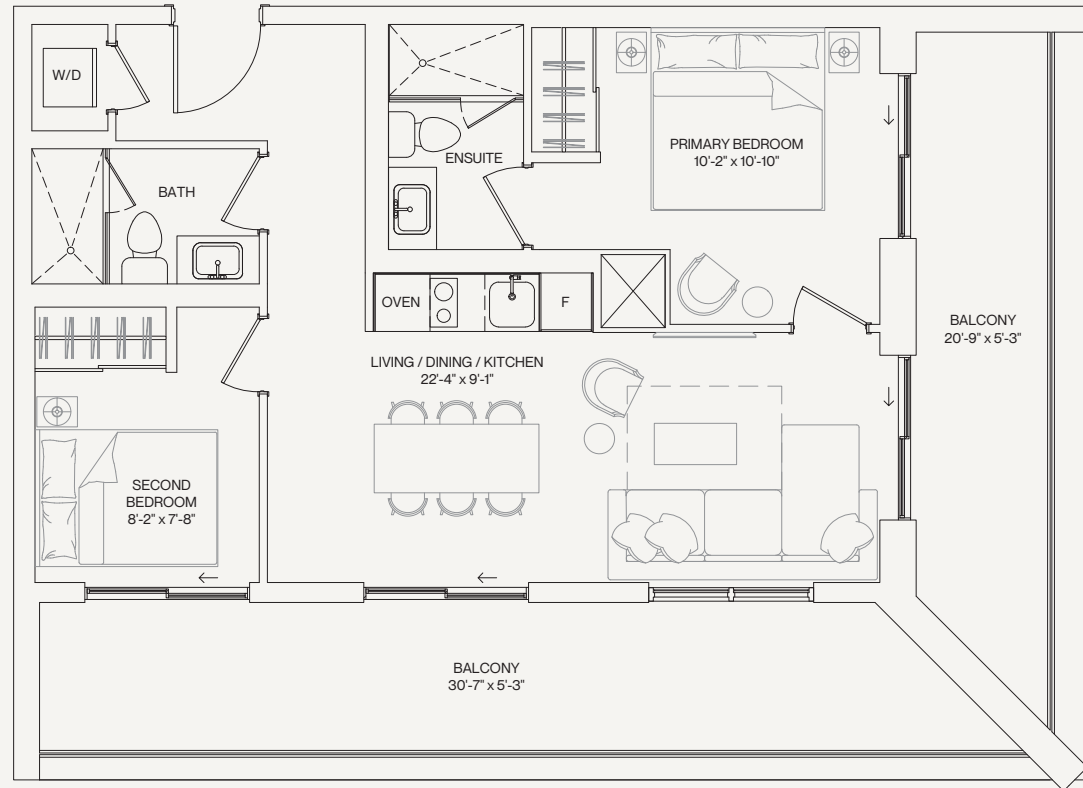 W/D
BATH
ENSUITE
PRIMARY BEDROOM
10'-2" x 10'-10"
OVEN
F
LIVING / DINING / KITCHEN
22'-4" x 9'-1"
BALCONY
20'-9" x 5'-3"
SECOND
BEDROOM
8'-2" x 7'-8"
BALCONY
30'-7" x 5'-3"